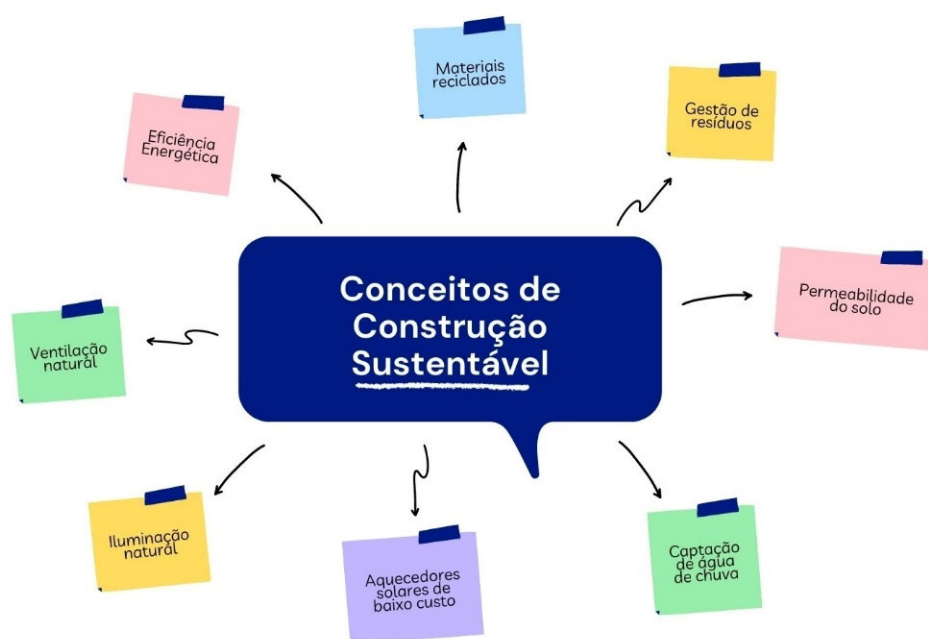 Materiais
reciclados
Gestão de
resíduos
Eficiência
Energética
Permeabilidade
do solo
Conceitos de
Construção
Sustentável
Ventilação
natural
Iluminação
natural
Aquecedores
solares de
baixo custo
Captação
de água
de chuva